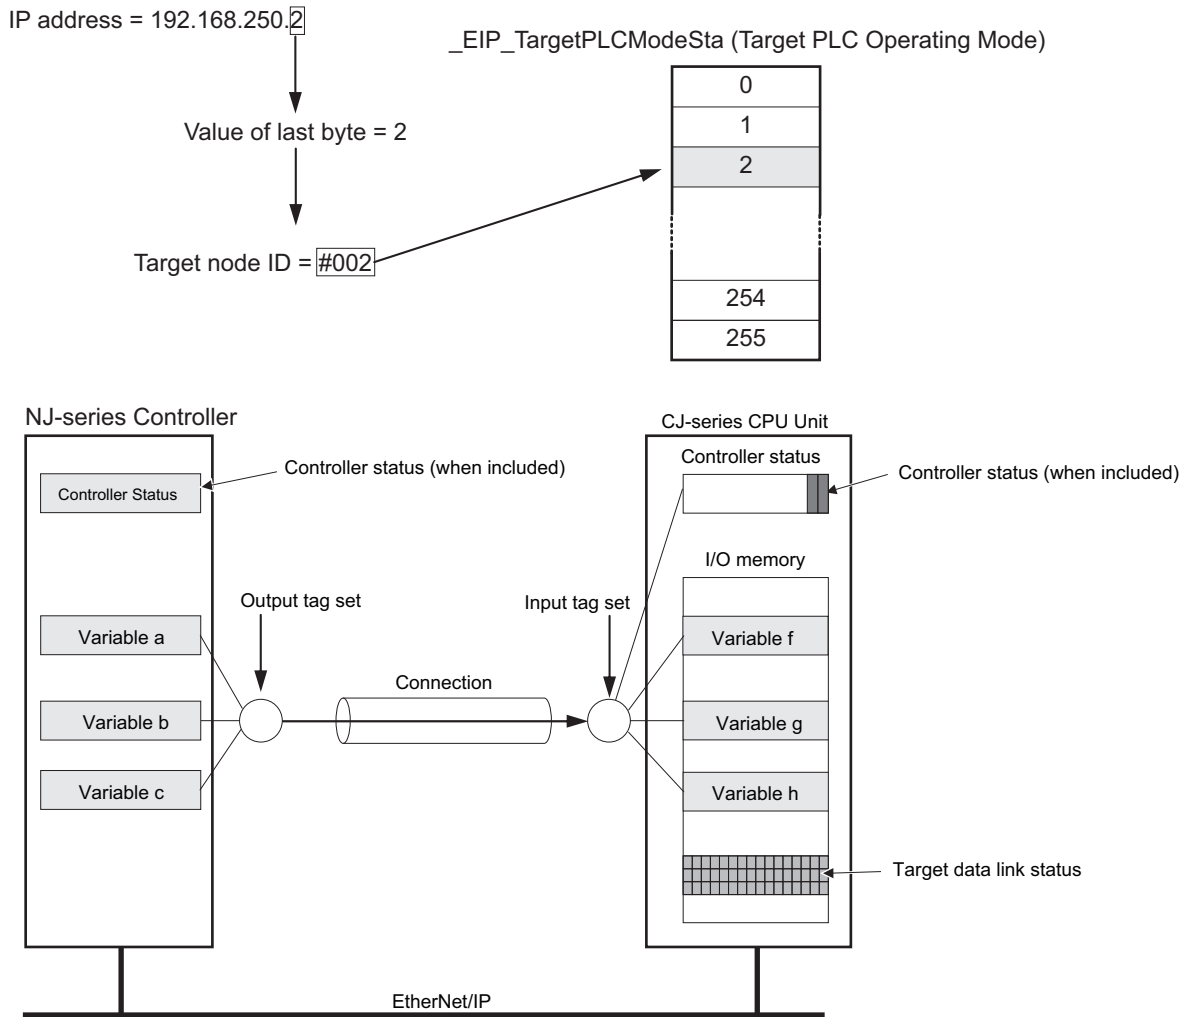 IP address = 192.168.250.2
_EIP_TargetPLCModeSta (Target PLC Operating Mode)
0
1
2
254
255
Value of last byte = 2
Target node ID = #002
NJ-series Controller
Controller Status
Controller status (when included)
Variable a
Variable b
Variable c
Output tag set
Connection
Input tag set
CJ-series CPU Unit
Controller status
Controller status (when included)
I/O memory
Variable f
Variable g
Variable h
Target data link status
EtherNet/IP